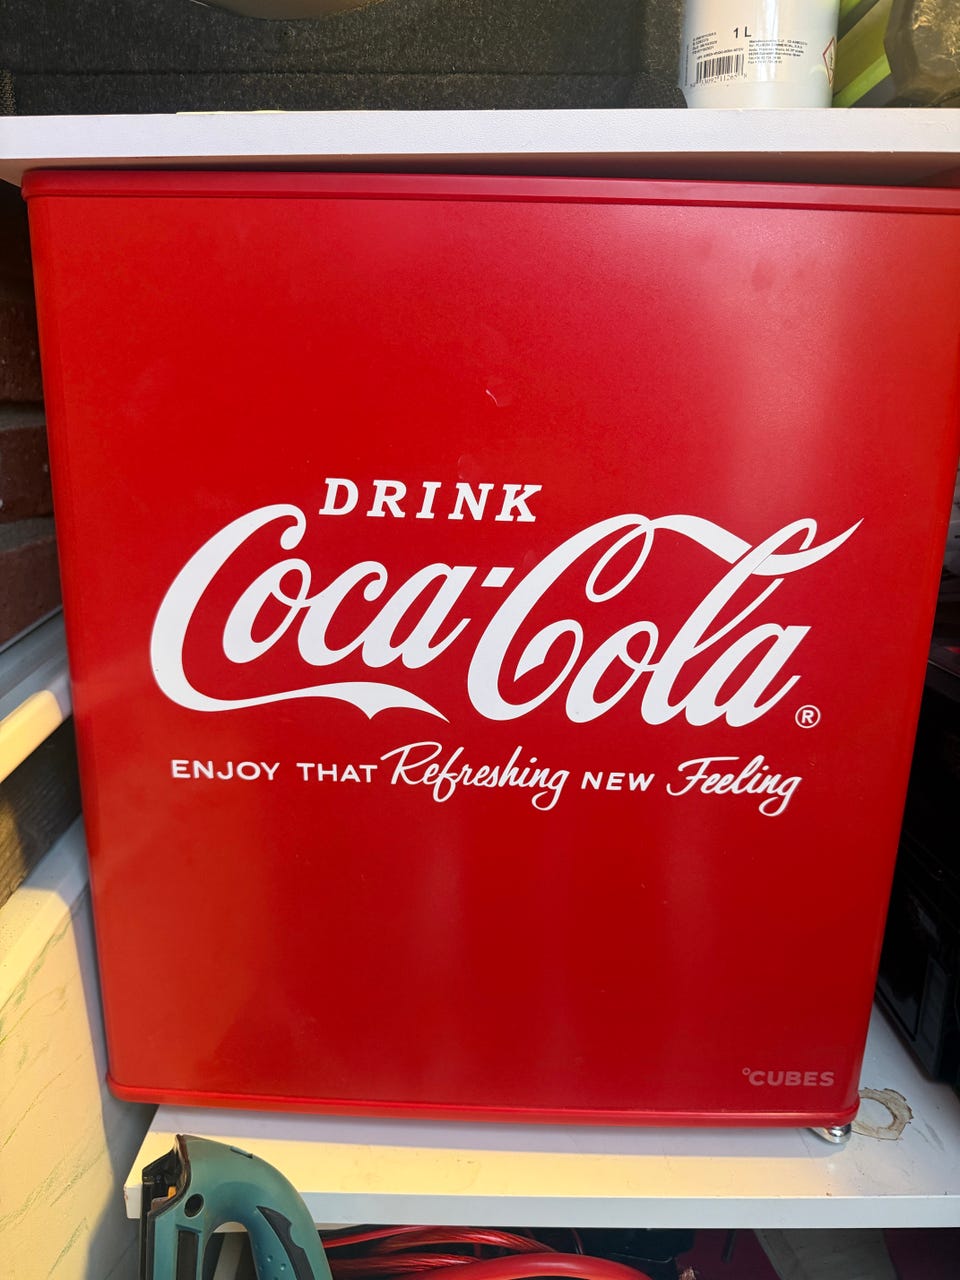 1 L
DRINK
Coca-Cola®
ENJOY THAT Refreshing NEW Feeling
°CUBES